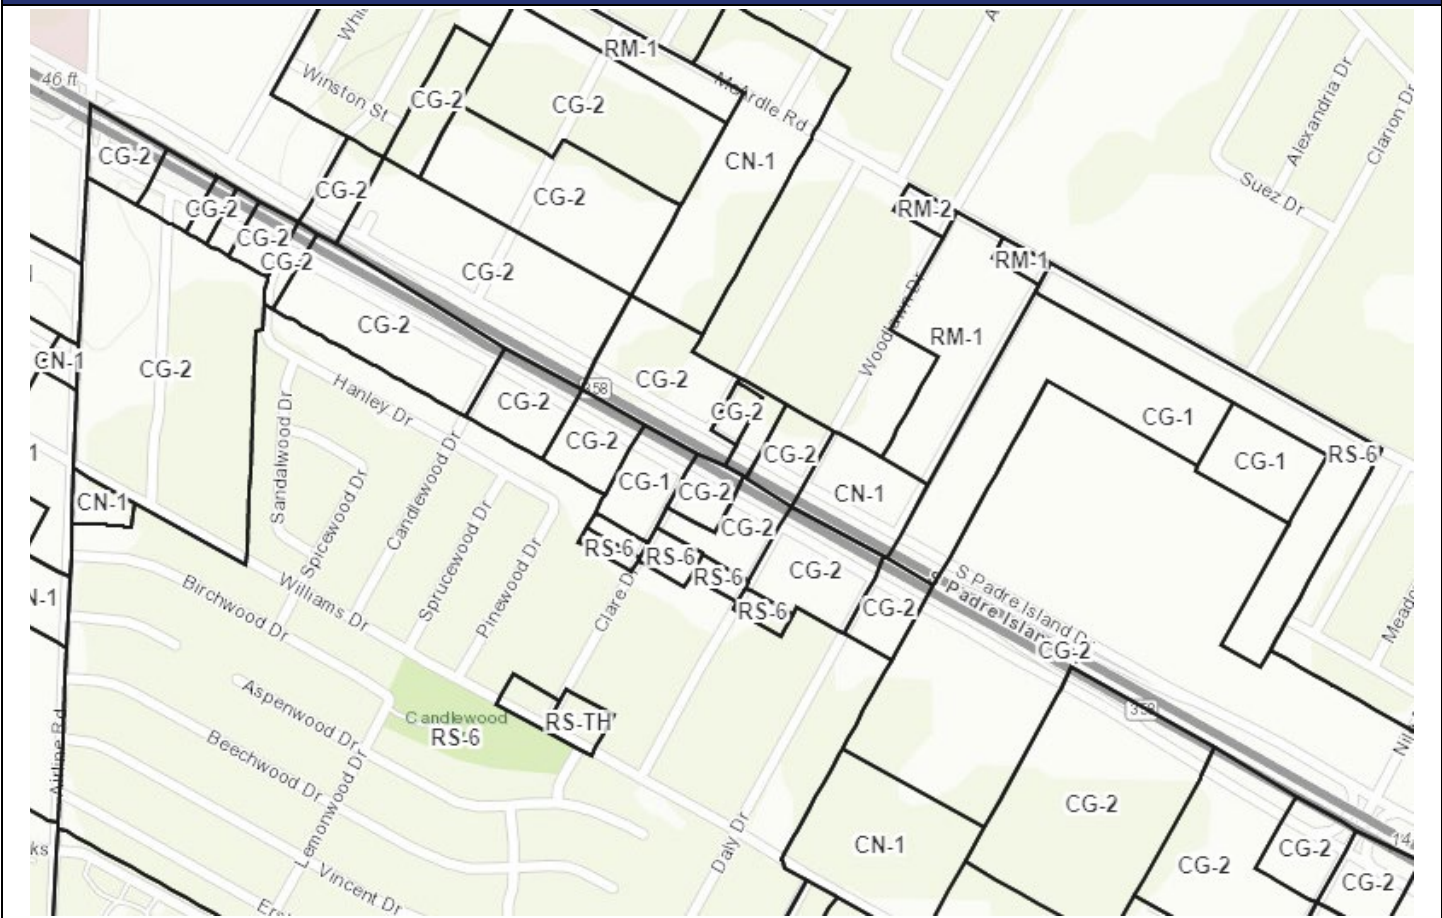 RM-1
46 ft
Winston St
CG-2
CG-2
McArdle Rd
Alexandria Dr
Clarion Dr
CG-2
CN-1
CG-2
CG-2
Suez Dr
CG-2
RM-2
CG-2
CG-2
RM-1
CG-2
CG-2
Woodlawn Dr
RM-1
CN-1
CG-2
CG-2
358
Hanley Dr
CG-2
CG-2
CG-1
CG-2
CG-2
RS-6
CG-1
Sandalwood Dr
Candlewood Dr
CG-1
CG-2
CN-1
CN-1
Spicewood Dr
Sprucewood Dr
CG-2
RS-6
RS-6
RS-6
CG-2
Pinewood Dr
Clare Dr
S Padre Island Dr
S Padre Island
Williams Dr
Birchwood Dr
RS-6
CG-2
Meado
N-1
CG-2
Aspenwood Dr
Candlewood
RS-6
RS-TH
358
Airline Rd
Beechwood Dr
Lemonwood Dr
CG-2
Daly Dr
CN-1
CG-2
CG-2
CG-2
ks
Vincent Dr